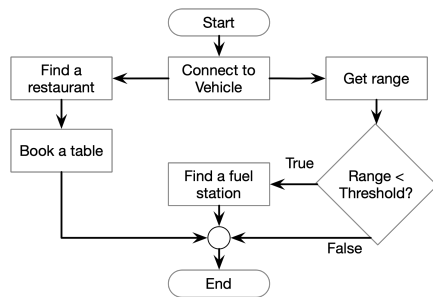 Start
Find a
restaurant
Connect to
Vehicle
Get range
Book a table
True
Find a fuel
station
Range <
Threshold?
False
End